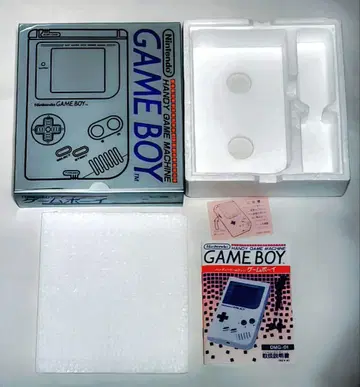 Nintendo
HANDY GAME MACHINE
GAME BOY
TM
Nintendo GAME BOY
ゲームボーイ
Nintendo
HANDY GAME MACHINE
GAME BOY
ゲームボーイ
DMG-01
取扱説明書